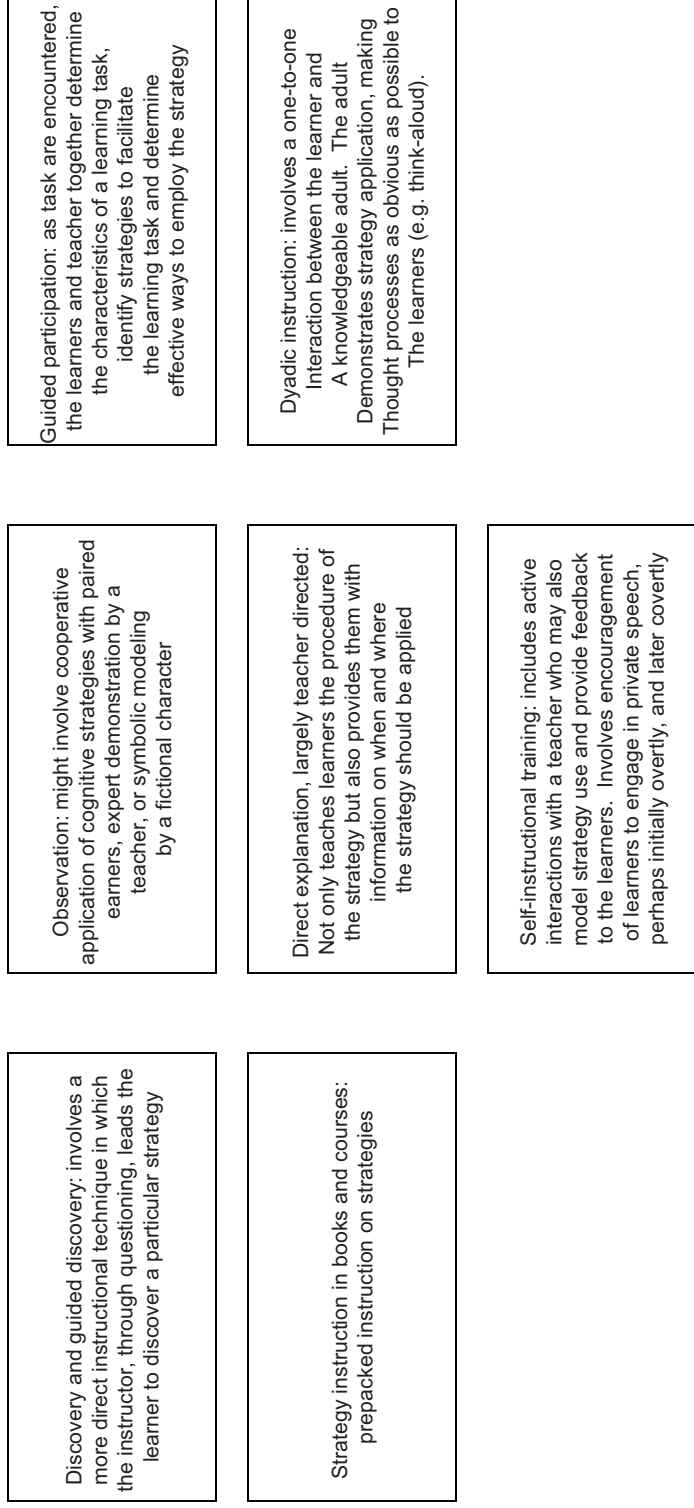 Discovery and guided discovery: involves a
more direct instructional technique in which
the instructor, through questioning, leads the
learner to discover a particular strategy
Observation: might involve cooperative
application of cognitive strategies with paired
earners, expert demonstration by a
teacher, or symbolic modeling
by a fictional character
Guided participation: as task are encountered,
the learners and teacher together determine
the characteristics of a learning task,
identify strategies to facilitate
the learning task and determine
effective ways to employ the strategy
Strategy instruction in books and courses:
prepacked instruction on strategies
Direct explanation, largely teacher directed:
Not only teaches learners the procedure of
the strategy but also provides them with
information on when and where
the strategy should be applied
Dyadic instruction: involves a one-to-one
Interaction between the learner and
A knowledgeable adult. The adult
Demonstrates strategy application, making
Thought processes as obvious as possible to
The learners (e.g. think-aloud).
Self-instructional training: includes active
interactions with a teacher who may also
model strategy use and provide feedback
to the learners. Involves encouragement
of learners to engage in private speech,
perhaps initially overtly, and later covertly